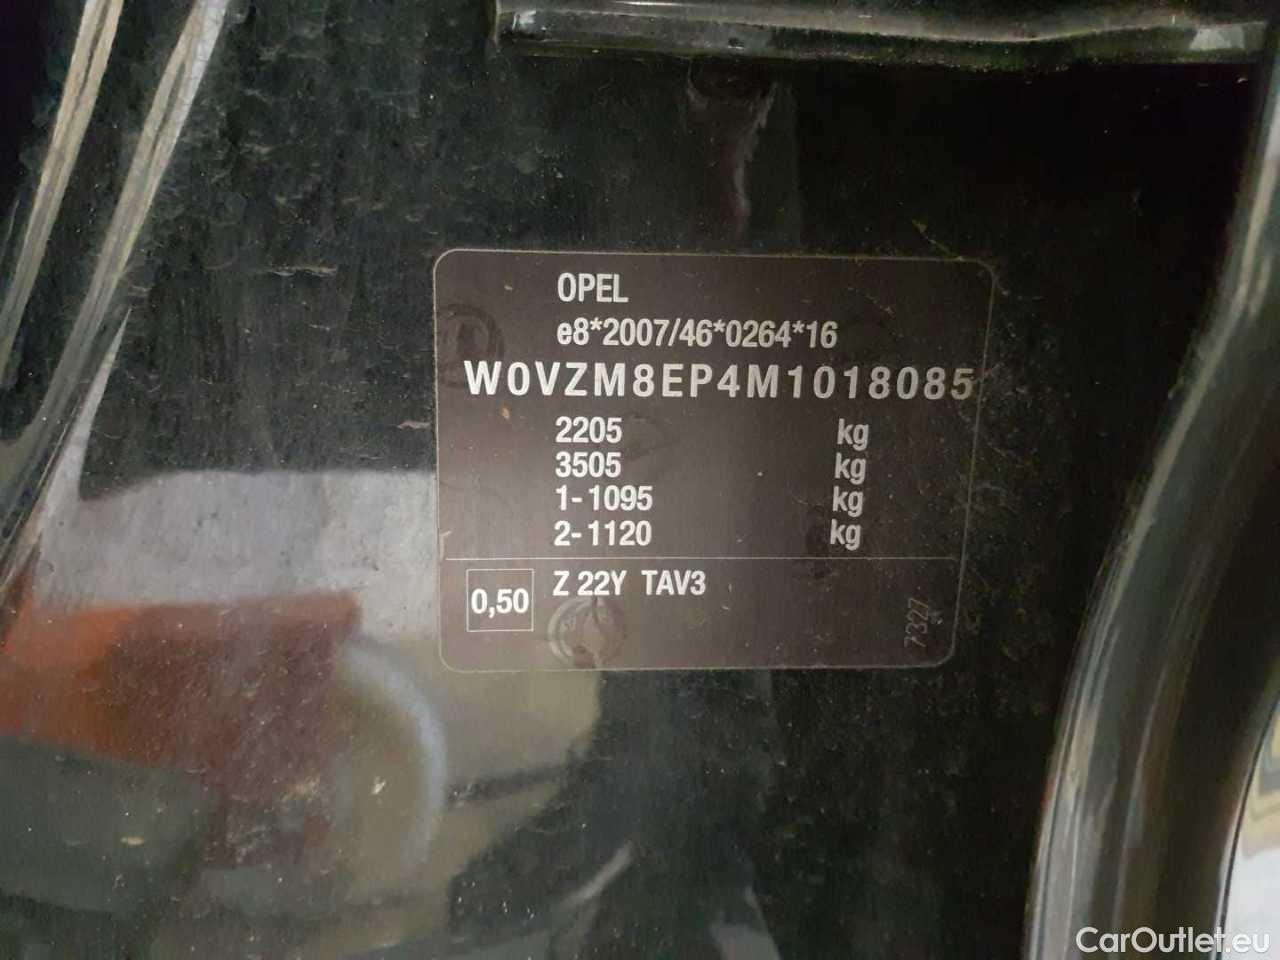 OPEL
e8*2007/46*0264*16
W0VZM8EP4M1018085
2205 kg
3505 kg
1-1095 kg
2-1120 kg
0,50 Z 22Y TAV3
7327
CarOutlet.eu